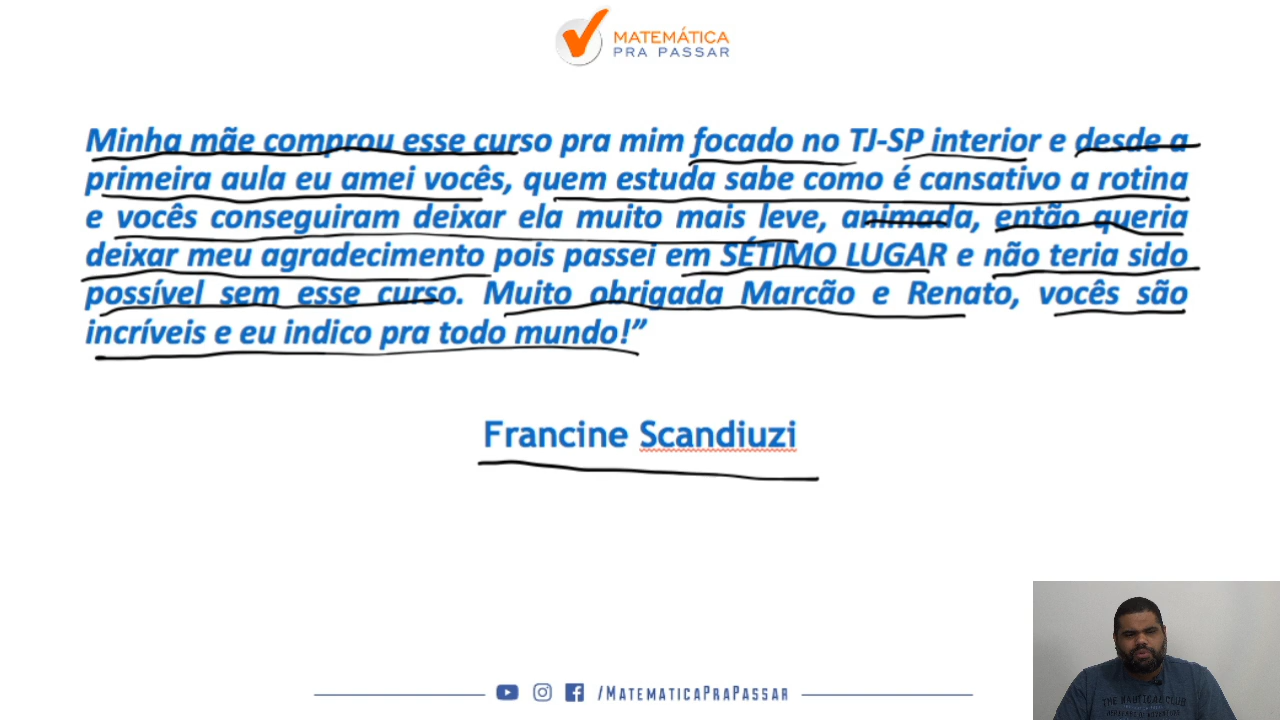 MATEMÁTICA
PRA PASSAR
Minha mãe comprou esse curso pra mim focado no TJ-SP interior e desde a
primeira aula eu amei vocês, quem estuda sabe como é cansativo a rotina
e vocês conseguiram deixar ela muito mais leve, animada, então queria
deixar meu agradecimento pois passei em SÉTIMO LUGAR e não teria sido
possível sem esse curso. Muito obrigada Marcão e Renato, vocês são
incríveis e eu indico pra todo mundo!”
Francine Scandiuzi
/MATEMATICAPRAPASSAR
THE NAUTICAL CLUB